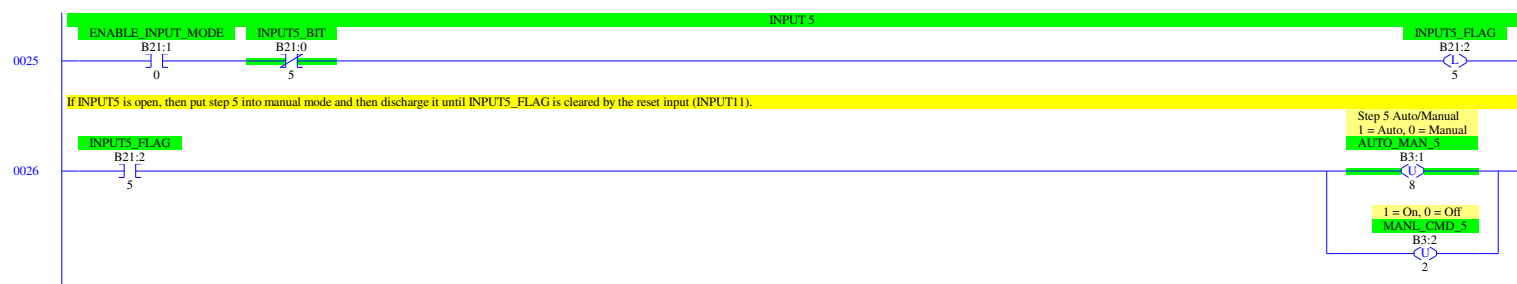 INPUT 5
ENABLE_INPUT_MODE INPUT5_BIT INPUT5_FLAG
B21:1 B21:0 B21:2
0025 L
0 5 5
If INPUT5 is open, then put step 5 into manual mode and then discharge it until INPUT5_FLAG is cleared by the reset input (INPUT11).
Step 5 Auto/Manual
1 = Auto, 0 = Manual
INPUT5_FLAG AUTO_MAN_5
B21:2 B3:1
0026 U
5 8
1 = On, 0 = Off
MANL_CMD_5
B3:2
U
2